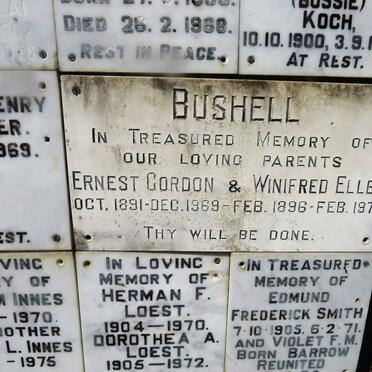 DIED 26. 2. 1968.
REST IN PEACE.
KOCH,
10.10.1900, 3.9.1
AT REST.
ENRY
ER.
969.
EST.
BUSHELL
IN TREASURED MEMORY OF
OUR LOVING PARENTS
ERNEST GORDON & WINIFRED ELLE
OCT. 1891-DEC. 1969-FEB. 1896-FEB. 197
THY WILL BE DONE.
VING
Y OF
M INNES
-1970.
OTHER
L. INNES
- 1975
IN LOVING
MEMORY OF
HERMAN F.
LOEST.
1904-1970.
DOROTHEA A.
LOEST.
1905-1972.
IN TREASURED
MEMORY OF
EDMUND
FREDERICK SMITH
7·10·1905. 6·2·71.
AND VIOLET F. M.
BORN BARROW
REUNITED